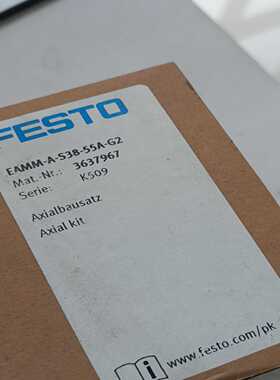 FESTO
EAMM-A-S38-55A-G2
Mat.-Nr.: 3637967
Serie: K509
Axialbausatz
Axial kit
www.festo.com/pk